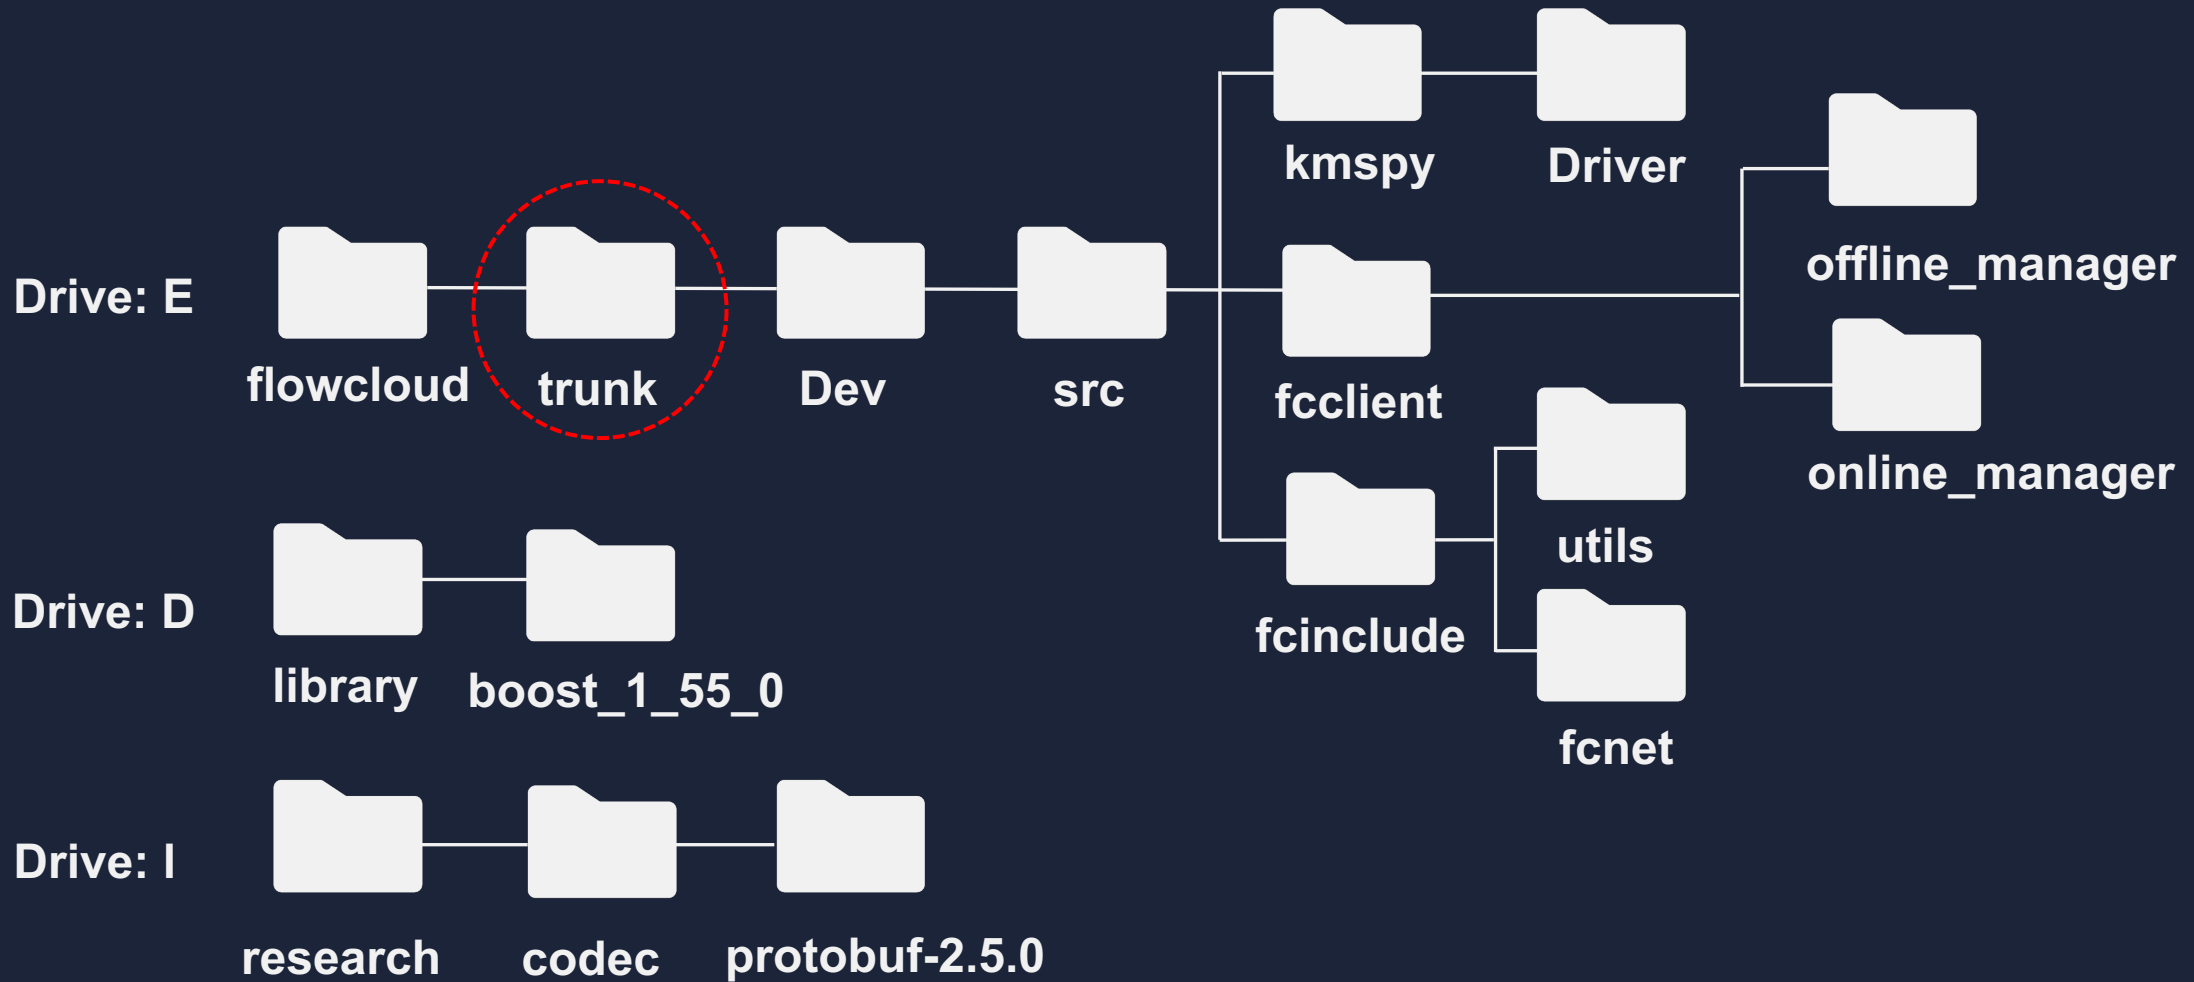 kmspy
Driver
offline_manager
Drive: E
flowcloud
trunk
Dev
src
fcclient
online_manager
utils
Drive: D
library
boost_1_55_0
fcinclude
fcnet
Drive: I
research
codec
protobuf-2.5.0